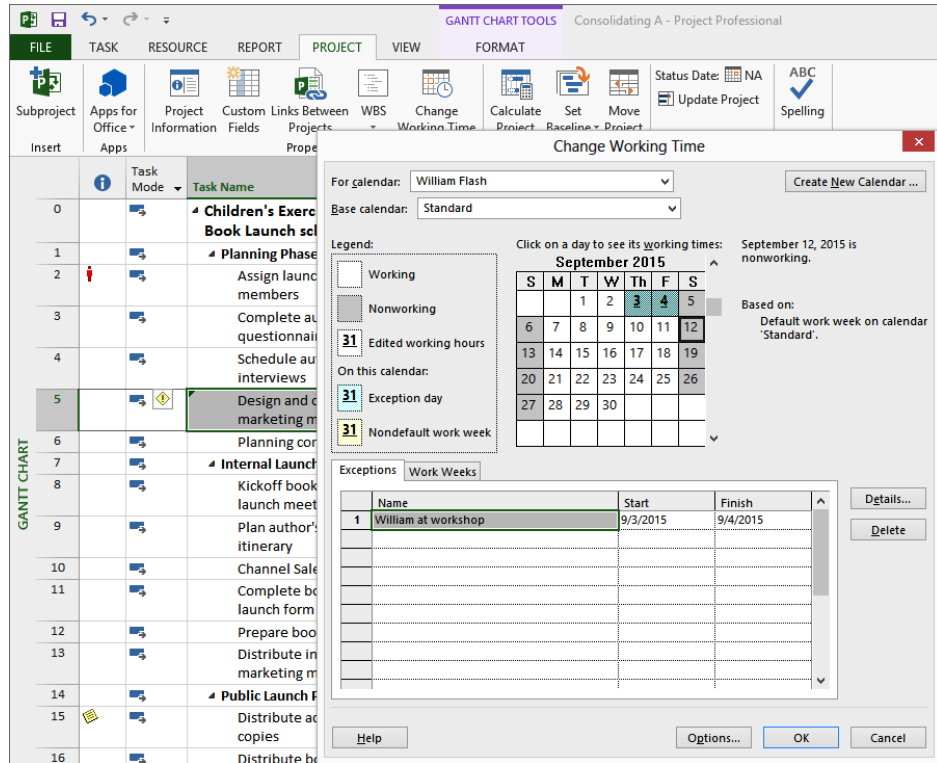 GANTT CHART TOOLS Consolidating A - Project Professional
FILE TASK RESOURCE REPORT PROJECT VIEW FORMAT
Subproject
Apps for Office
Project Information
Custom Fields
Links Between Projects
WBS
Change Working Time
Calculate Project
Set Baseline
Move Project
Status Date: NA
Update Project
ABC
Spelling
Insert Apps Prope
Change Working Time
For calendar: William Flash
Create New Calendar ...
Base calendar: Standard
Legend:
Working
Nonworking
31 Edited working hours
On this calendar:
31 Exception day
31 Nondefault work week
Click on a day to see its working times:
September 2015
S M T W Th F S
1 2 3 4 5
6 7 8 9 10 11 12
13 14 15 16 17 18 19
20 21 22 23 24 25 26
27 28 29 30
September 12, 2015 is
nonworking.
Based on:
Default work week on calendar
'Standard'.
Exceptions Work Weeks
Name Start Finish
1 William at workshop 9/3/2015 9/4/2015
Details...
Delete
Help Options... OK Cancel
GANTT CHART
Task
Mode Task Name
0 Children's Exerc
Book Launch sch
1 Planning Phase
2 Assign launc
members
3 Complete au
questionnai
4 Schedule au
interviews
5 Design and o
marketing m
6 Planning cor
7 Internal Launch
8 Kickoff book
launch meet
9 Plan author's
itinerary
10 Channel Sale
11 Complete bo
launch form
12 Prepare boo
13 Distribute in
marketing m
14 Public Launch P
15 Distribute ad
copies
16 Distribute bo